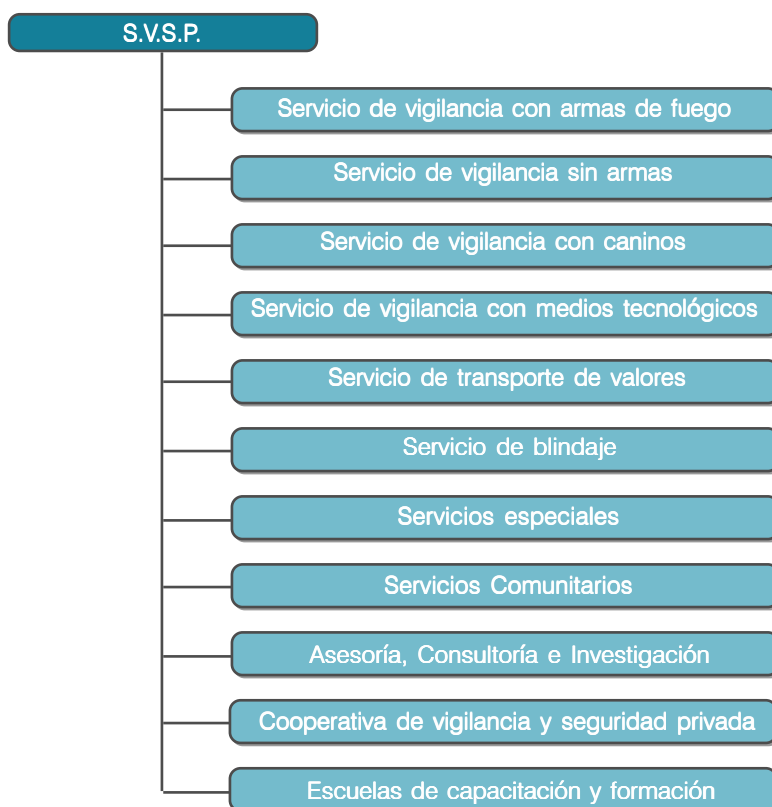 S.V.S.P.
Servicio de vigilancia con armas de fuego
Servicio de vigilancia sin armas
Servicio de vigilancia con caninos
Servicio de vigilancia con medios tecnológicos
Servicio de transporte de valores
Servicio de blindaje
Servicios especiales
Servicios Comunitarios
Asesoría, Consultoría e Investigación
Cooperativa de vigilancia y seguridad privada
Escuelas de capacitación y formación